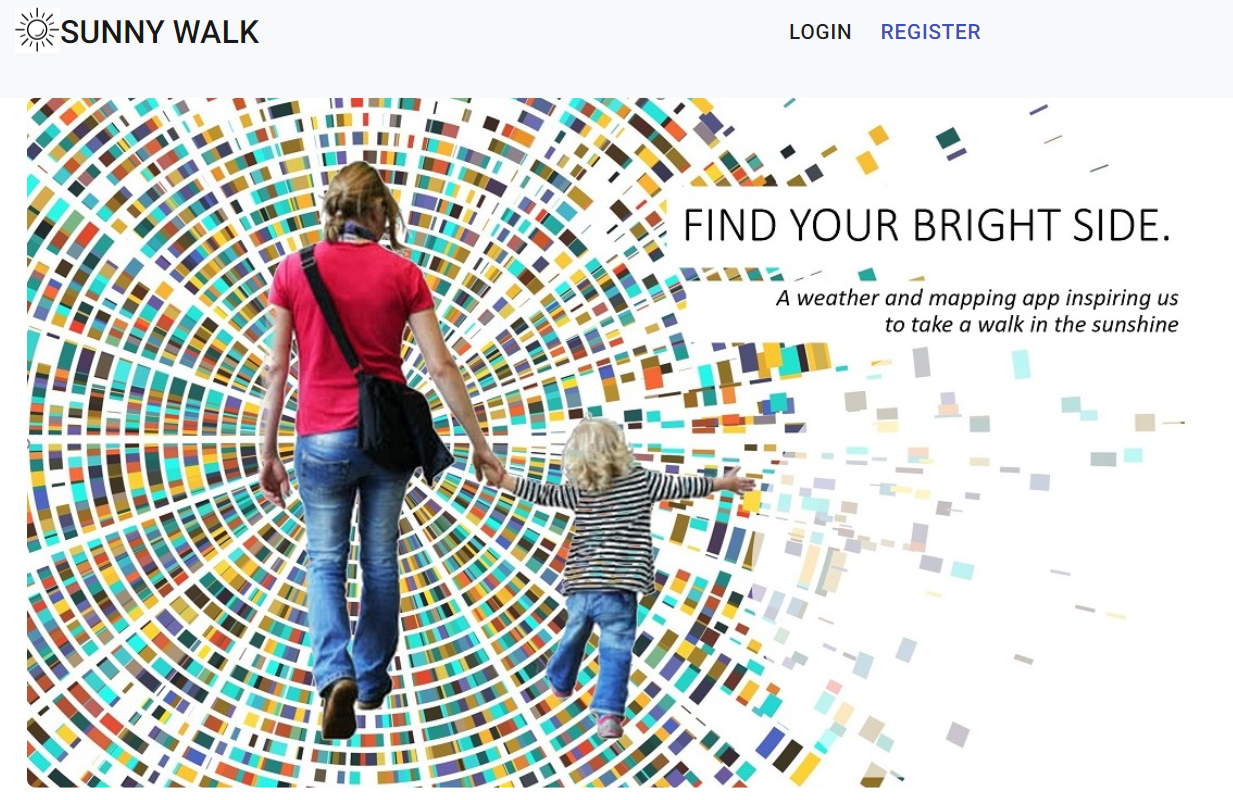 SUNNY WALK
LOGIN
REGISTER
FIND YOUR BRIGHT SIDE.
A weather and mapping app inspiring us
to take a walk in the sunshine